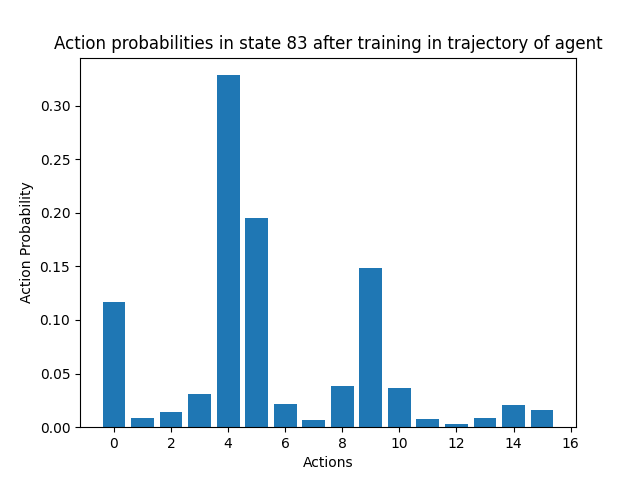 Action probabilities in state 83 after training in trajectory of agent
0.30
0.25
0.20
0.15
0.10
0.05
0.00
Action Probability
0 2 4 6 8 10 12 14 16
Actions